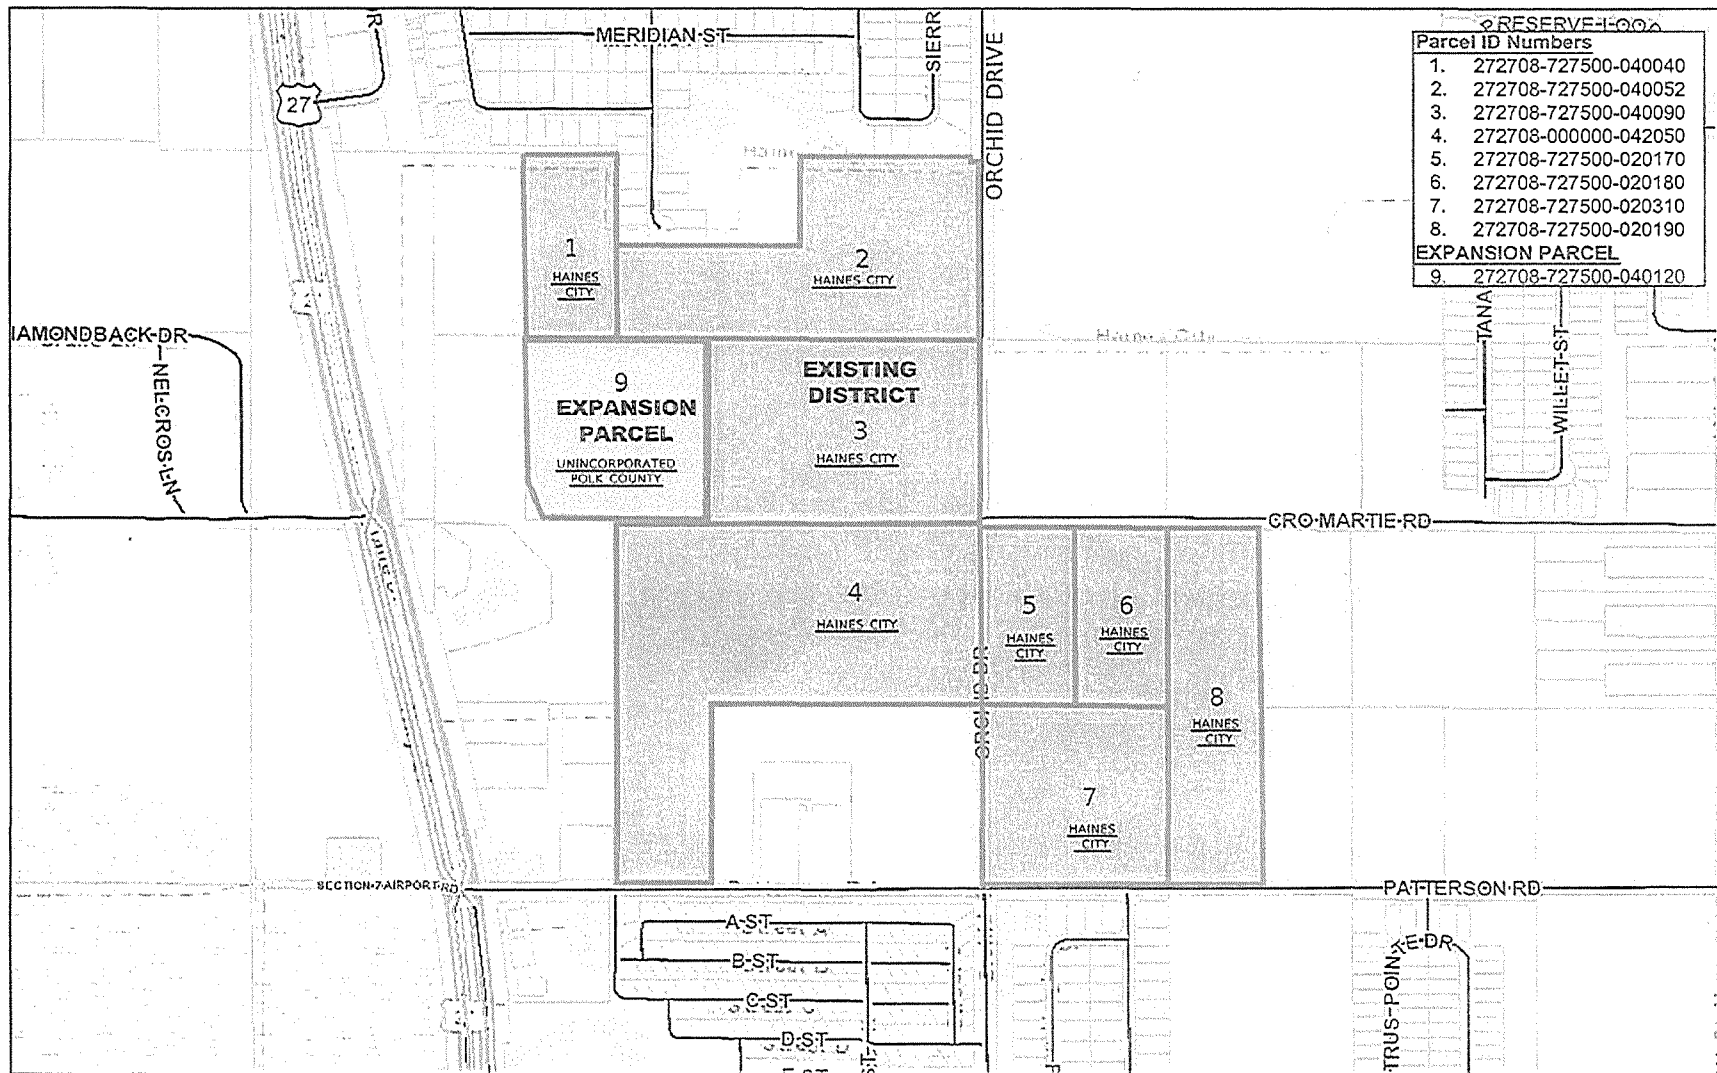 MERIDIAN ST
SIERR
ORCHID DRIVE
27
Parcel ID Numbers
1. 272708-727500-040040
2. 272708-727500-040052
3. 272708-727500-040090
4. 272708-000000-042050
5. 272708-727500-020170
6. 272708-727500-020180
7. 272708-727500-020310
8. 272708-727500-020190
EXPANSION PARCEL
9. 272708-727500-040120
1
HAINES
CITY
2
HAINES CITY
IAMONDBACK DR
NELCROS LN
Haines City
TANA
WILLET ST
9
EXPANSION
PARCEL
UNINCORPORATED
POLK COUNTY
EXISTING
DISTRICT
3
HAINES CITY
CROMARTIE RD
4
HAINES CITY
5
HAINES
CITY
6
HAINES
CITY
8
HAINES
CITY
ORCHID DR
7
HAINES
CITY
SECTION 7 AIRPORT RD
PATTERSON RD
A ST
B ST
C ST
D ST
TRUS POINTE DR